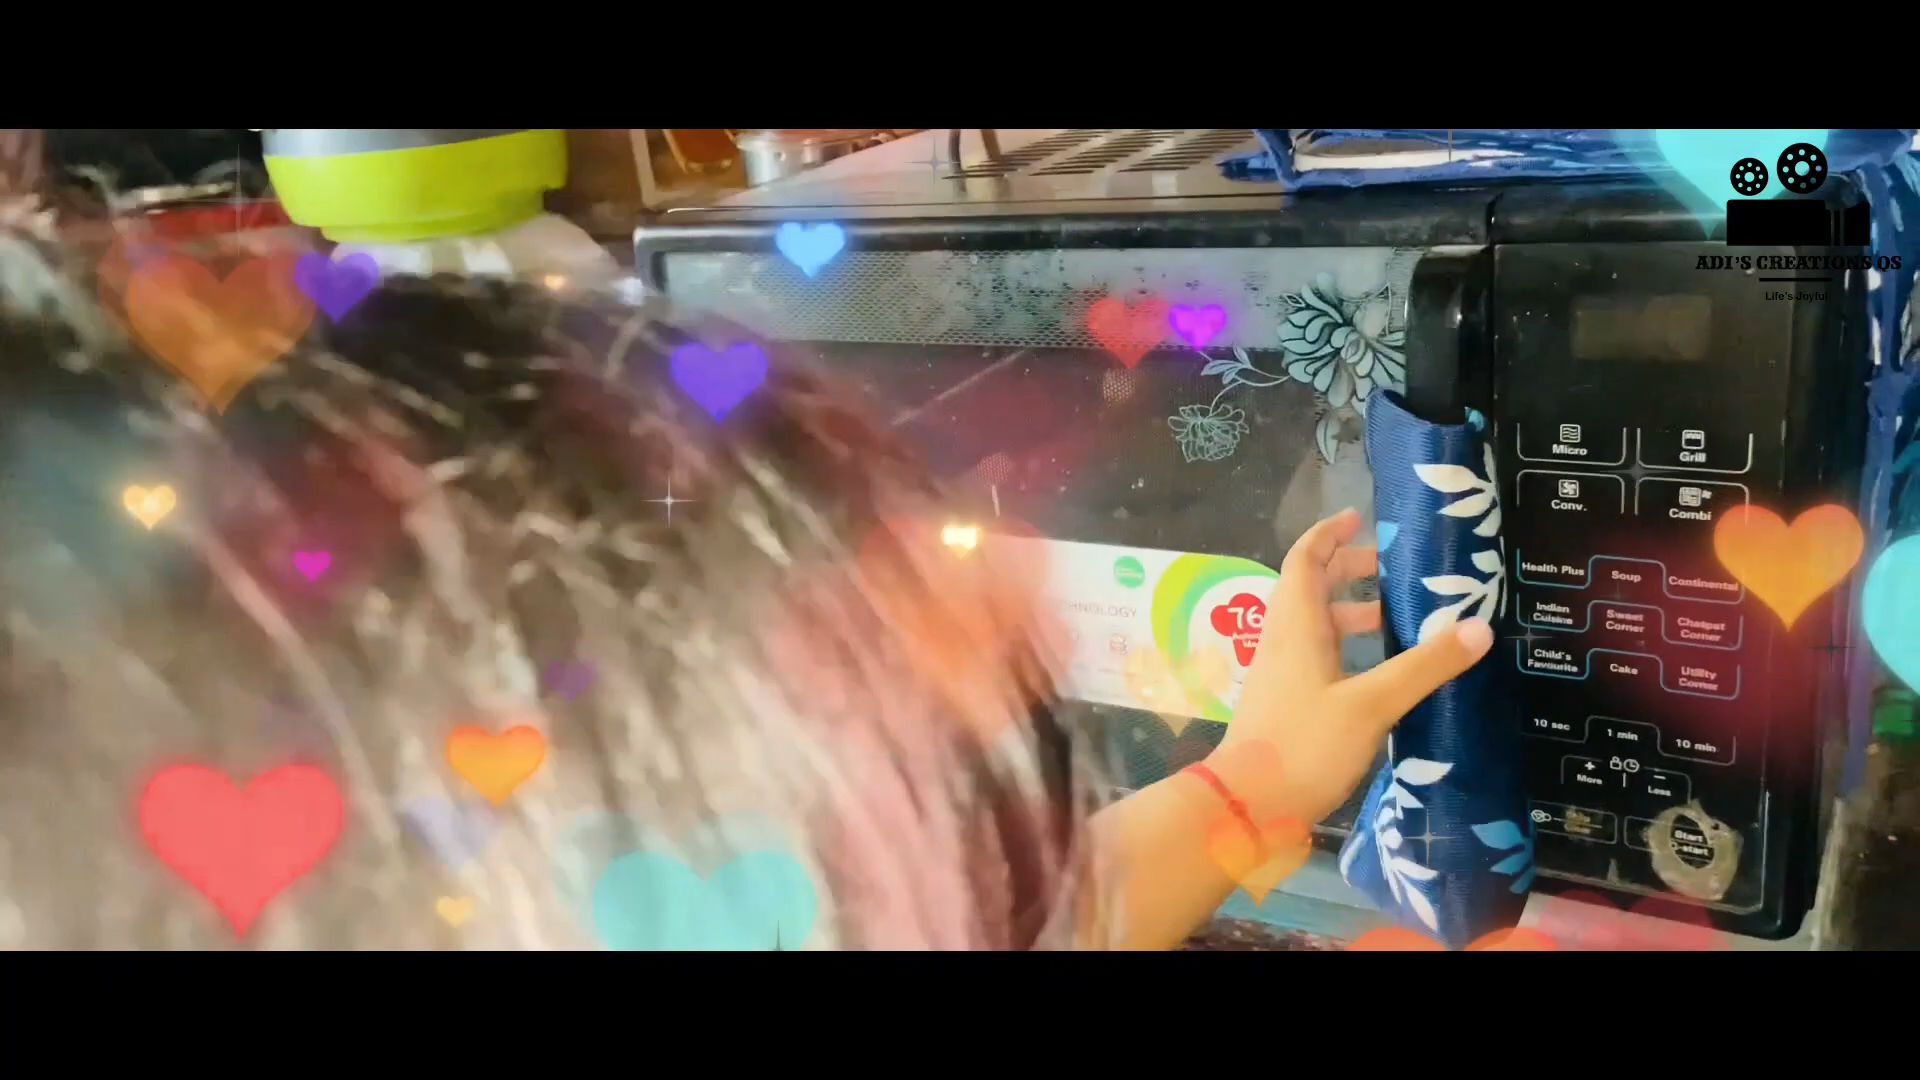 ADI'S CREATIONS QS
Life's Joyful
Micro
Grill
Conv.
Combi
Health Plus
Soup
Continental
Indian
Cuisine
Sweet
Corner
Chatpat
Corner
Child's
Favourite
Cake
Utility
Corner
10 sec
1 min
10 min
More
Less
Start
76